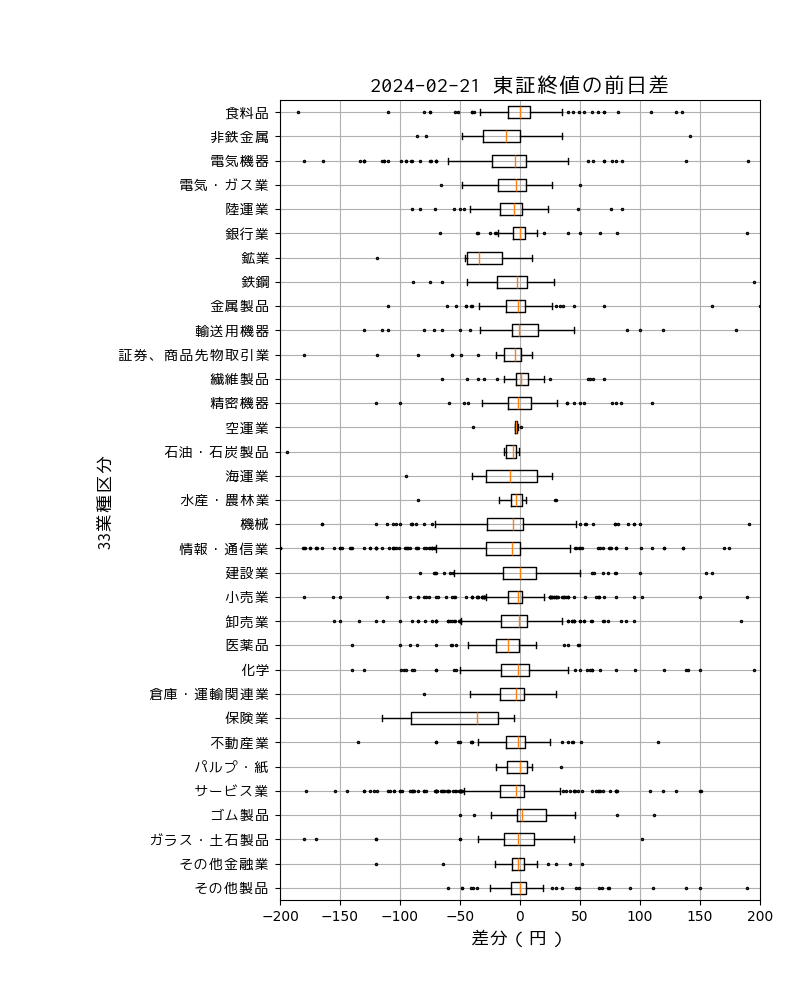 2024-02-21 東証終値の前日差
食料品
非鉄金属
電気機器
電気・ガス業
陸運業
銀行業
鉱業
鉄鋼
金属製品
輸送用機器
証券、商品先物取引業
繊維製品
精密機器
空運業
石油・石炭製品
海運業
水産・農林業
機械
情報・通信業
建設業
小売業
卸売業
医薬品
化学
倉庫・運輸関連業
保険業
不動産業
パルプ・紙
サービス業
ゴム製品
ガラス・土石製品
その他金融業
その他製品
33業種区分
−200 −150 −100 −50 0 50 100 150 200
差分(円)